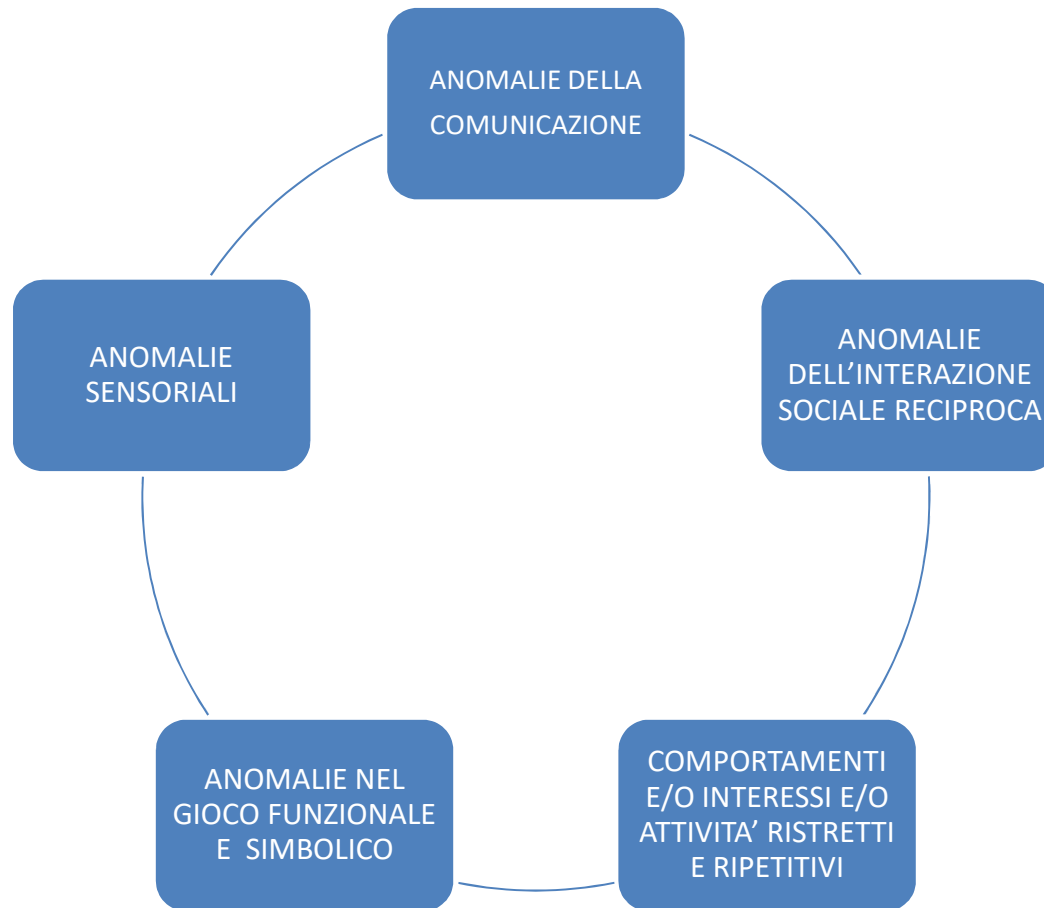 ANOMALIE DELLA
COMUNICAZIONE
ANOMALIE
DELL’INTERAZIONE
SOCIALE RECIPROCA
COMPORTAMENTI
E/O INTERESSI E/O
ATTIVITA’ RISTRETTI
E RIPETITIVI
ANOMALIE NEL
GIOCO FUNZIONALE
E SIMBOLICO
ANOMALIE
SENSORIALI